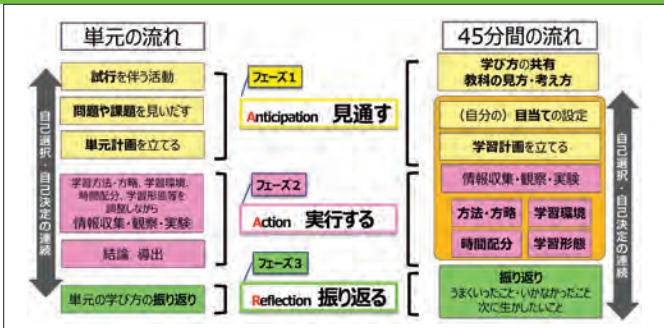 単元の流れ
試行を伴う活動
問題や課題を見いだす
単元計画を立てる
学習方法・方略、学習環境、
時間配分、学習形態等を
調整しながら
情報収集・観察・実験
結論 導出
単元の学び方の振り返り
自己選択・自己決定の連続
フェーズ1
Anticipation 見通す
フェーズ2
Action 実行する
フェーズ3
Reflection 振り返る
45分間の流れ
学び方の共有
教科の見方・考え方
(自分の) 目当ての設定
学習計画を立てる
情報収集・観察・実験
方法・方略
学習環境
時間配分
学習形態
振り返り
うまくいったこと・いかなかったこと
次に生かしたいこと
自己選択・自己決定の連続